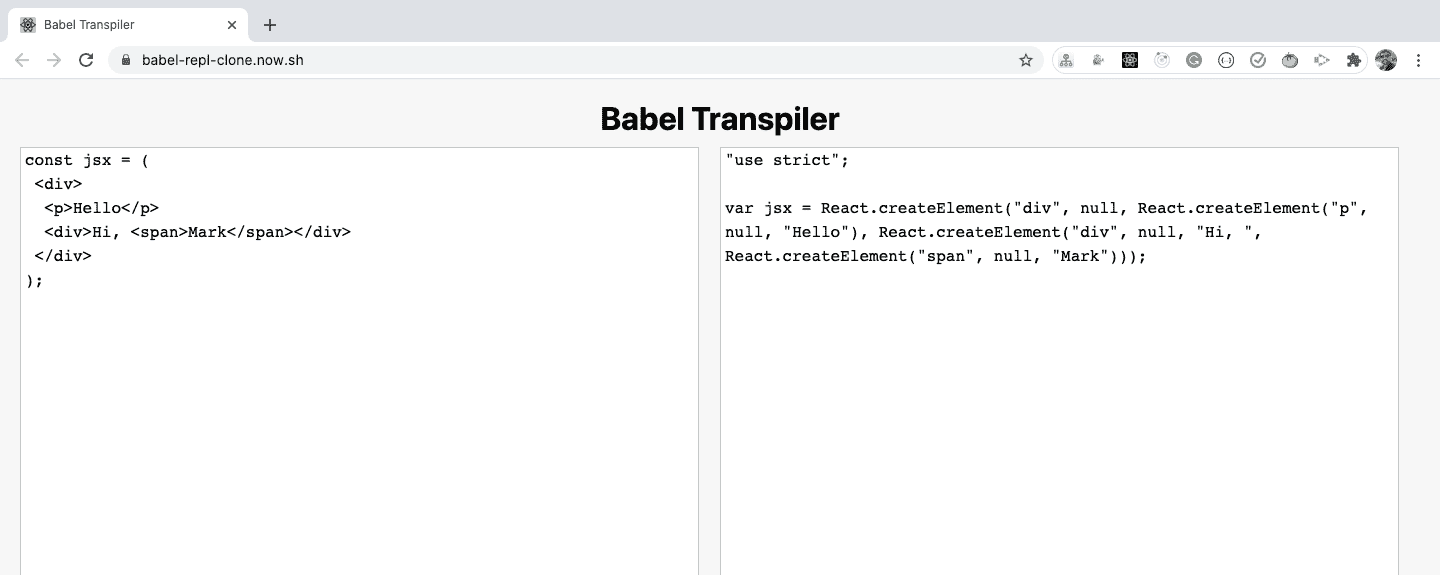 Babel Transpiler
babel-repl-clone.now.sh
Babel Transpiler
const jsx = (
 <div>
  <p>Hello</p>
  <div>Hi, <span>Mark</span></div>
 </div>
);
"use strict";
var jsx = React.createElement("div", null, React.createElement("p",
null, "Hello"), React.createElement("div", null, "Hi, ",
React.createElement("span", null, "Mark")));